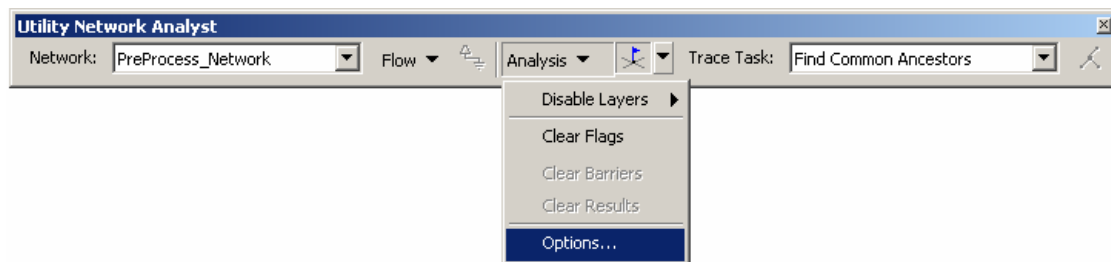 Utility Network Analyst
Network: PreProcess_Network Flow Analysis Trace Task: Find Common Ancestors
Disable Layers
Clear Flags
Clear Barriers
Clear Results
Options...